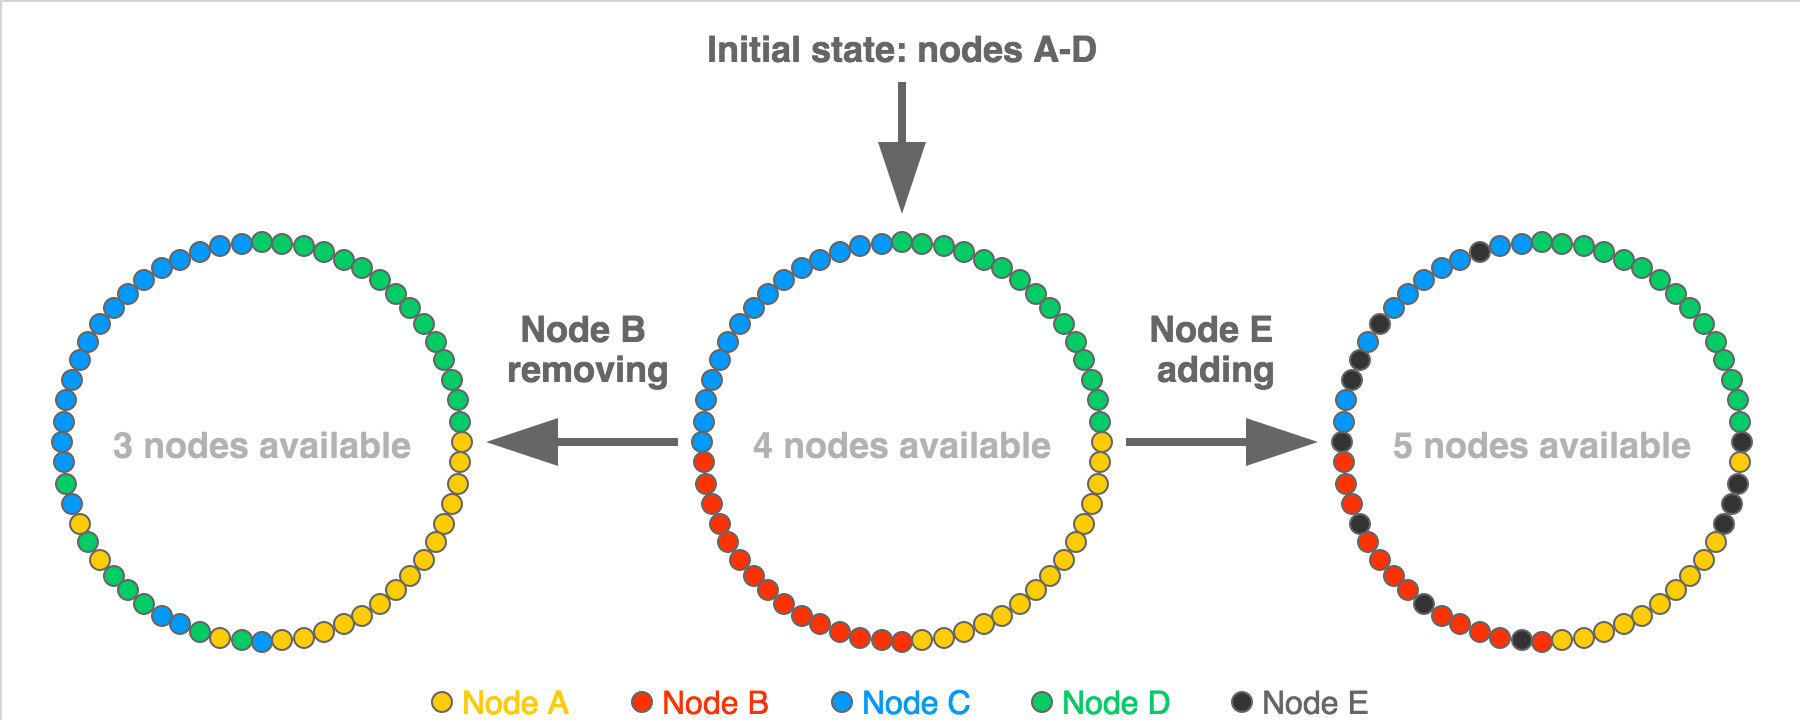 Initial state: nodes A-D
Node B
removing
Node E
adding
3 nodes available
4 nodes available
5 nodes available
Node A
Node B
Node C
Node D
Node E